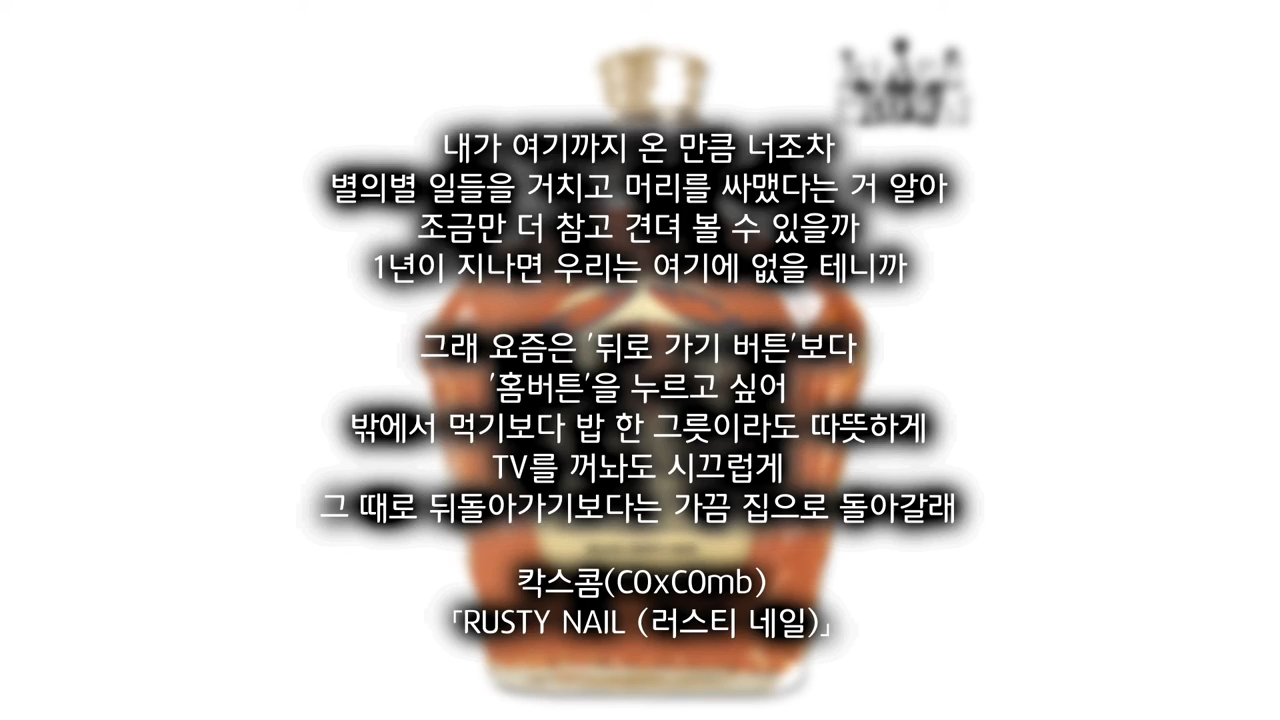 내가 여기까지 온 만큼 너조차
별의별 일들을 거치고 머리를 싸맸다는 거 알아
조금만 더 참고 견뎌 볼 수 있을까
1년이 지나면 우리는 여기에 없을 테니까
그래 요즘은 '뒤로 가기 버튼'보다
'홈버튼'을 누르고 싶어
밖에서 먹기보다 밥 한 그릇이라도 따뜻하게
TV를 꺼놔도 시끄럽게
그 때로 뒤돌아가기보다는 가끔 집으로 돌아갈래
칵스콤(C0xC0mb)
「RUSTY NAIL (러스티 네일)」